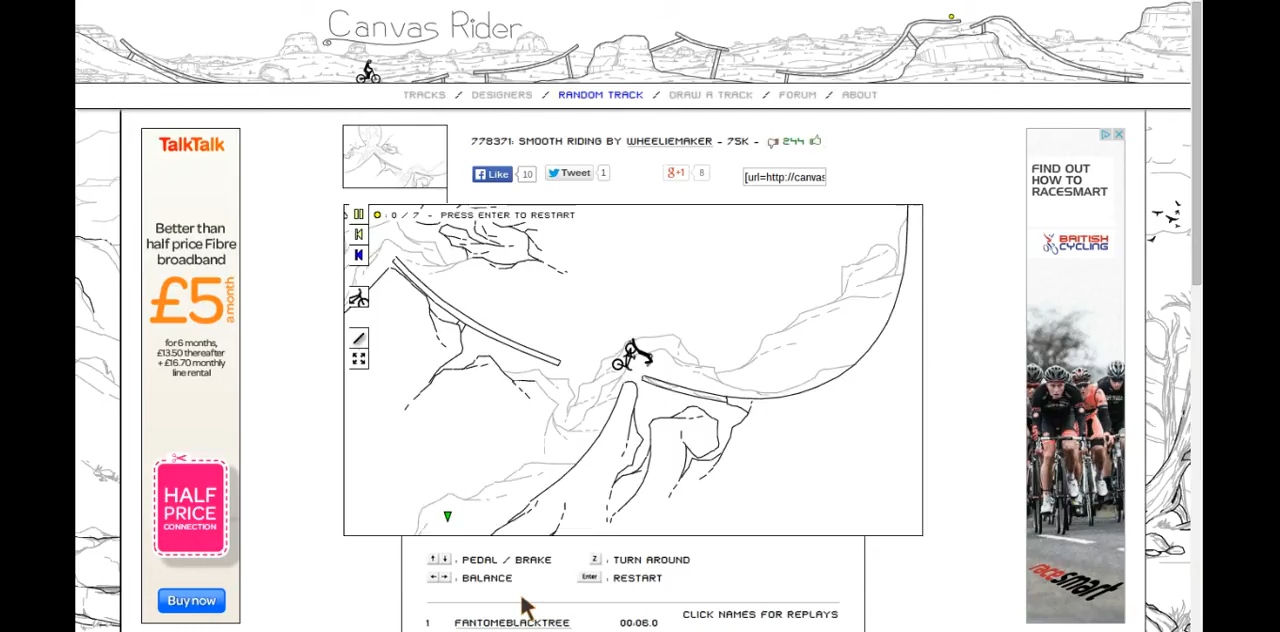 Canvas Rider
TRACKS / DESIGNERS / RANDOM TRACK / DRAW A TRACK / FORUM / ABOUT
778371: SMOOTH RIDING BY WHEELIEMAKER - 75K - 244
Like 10 Tweet 1 g+1 8 [url=http://canvas
0 / 7 - PRESS ENTER TO RESTART
↑ ↓ : PEDAL / BRAKE Z : TURN AROUND
← → : BALANCE Enter : RESTART
CLICK NAMES FOR REPLAYS
1 FANTOMEBLACKTREE 00:06.0
TalkTalk
Better than
half price Fibre
broadband
£5 a month
for 6 months,
£13.50 thereafter
+ £16.70 monthly
line rental
HALF
PRICE
CONNECTION
Buy now
FIND OUT
HOW TO
RACESMART
BRITISH
CYCLING
racesmart